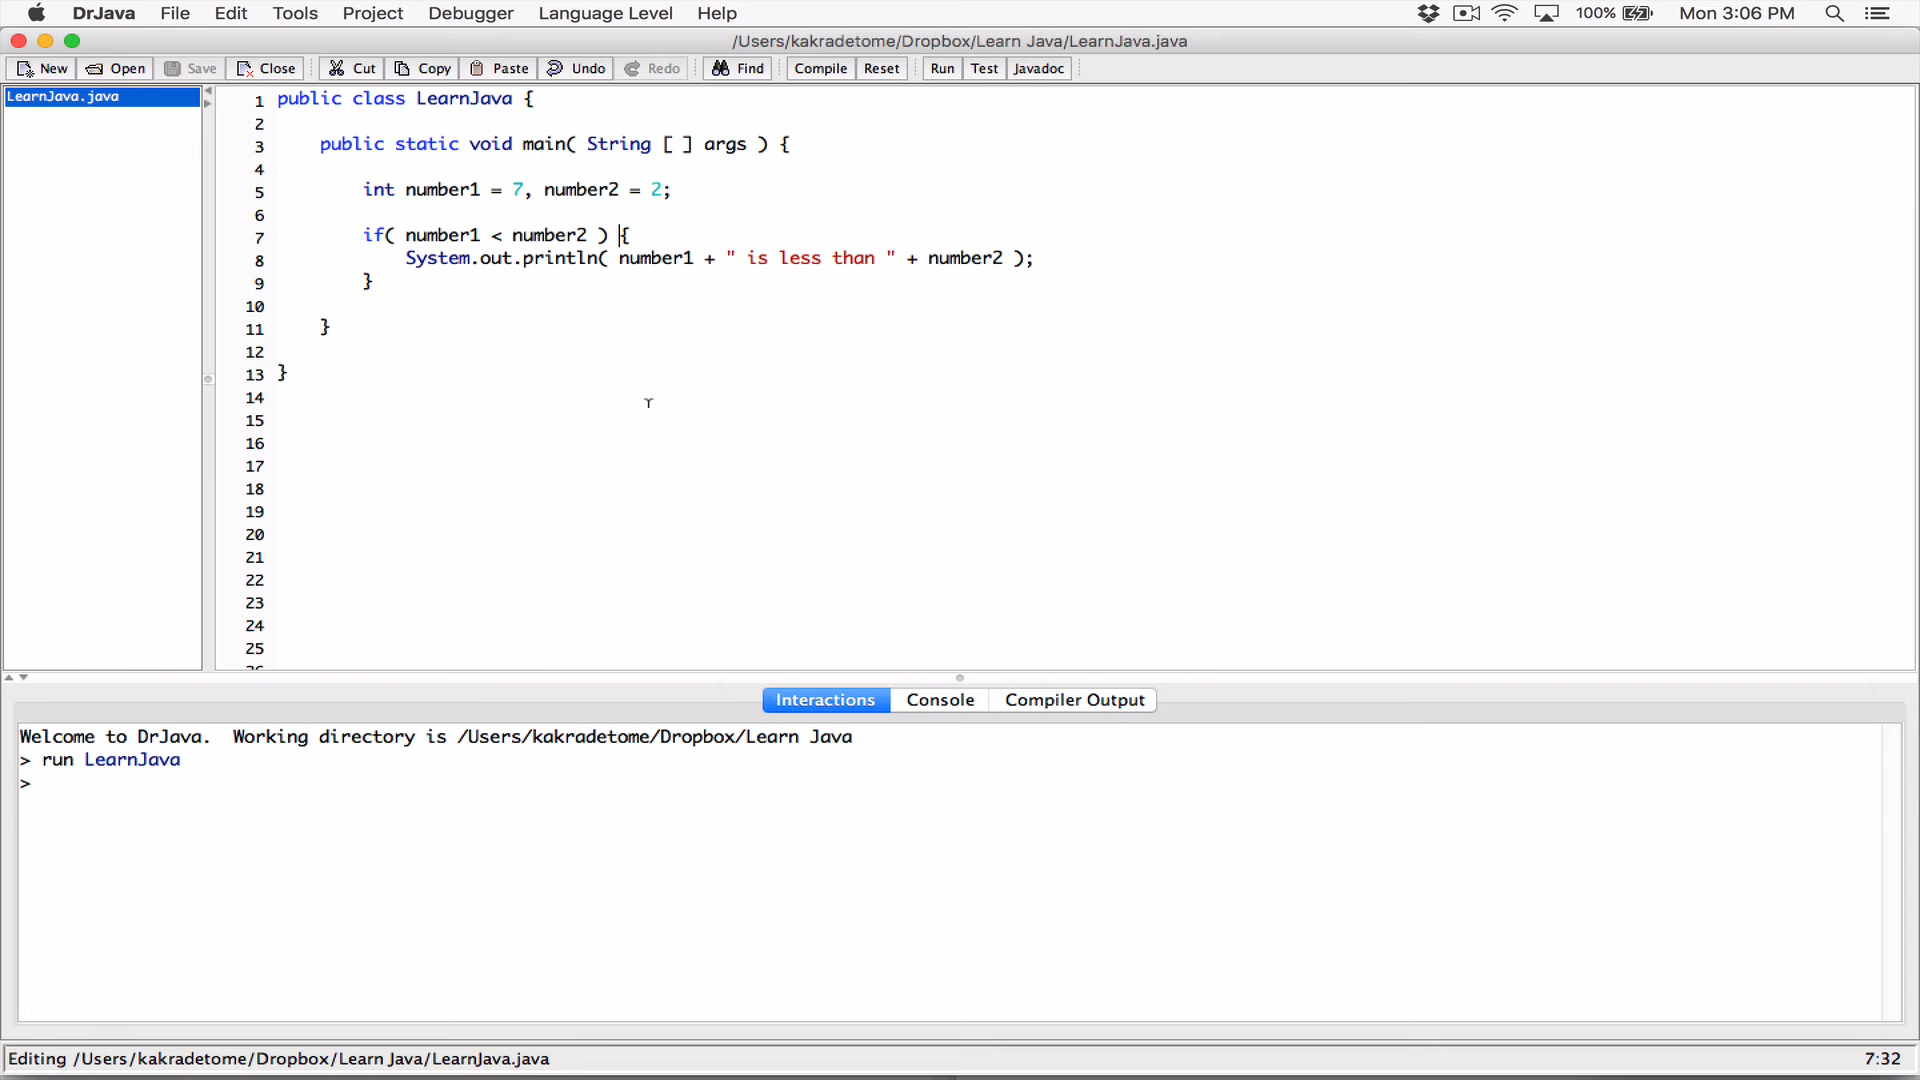 DrJava File Edit Tools Project Debugger Language Level Help 100% Mon 3:06 PM
/Users/kakradetome/Dropbox/Learn Java/LearnJava.java
New Open Save Close Cut Copy Paste Undo Redo Find Compile Reset Run Test Javadoc
LearnJava.java
1 public class LearnJava {
2
3 public static void main( String [ ] args ) {
4
5 int number1 = 7, number2 = 2;
6
7 if( number1 < number2 ) {
8 System.out.println( number1 + " is less than " + number2 );
9 }
10
11 }
12
13 }
14
15
16
17
18
19
20
21
22
23
24
25
Interactions Console Compiler Output
Welcome to DrJava. Working directory is /Users/kakradetome/Dropbox/Learn Java
> run LearnJava
>
Editing /Users/kakradetome/Dropbox/Learn Java/LearnJava.java 7:32